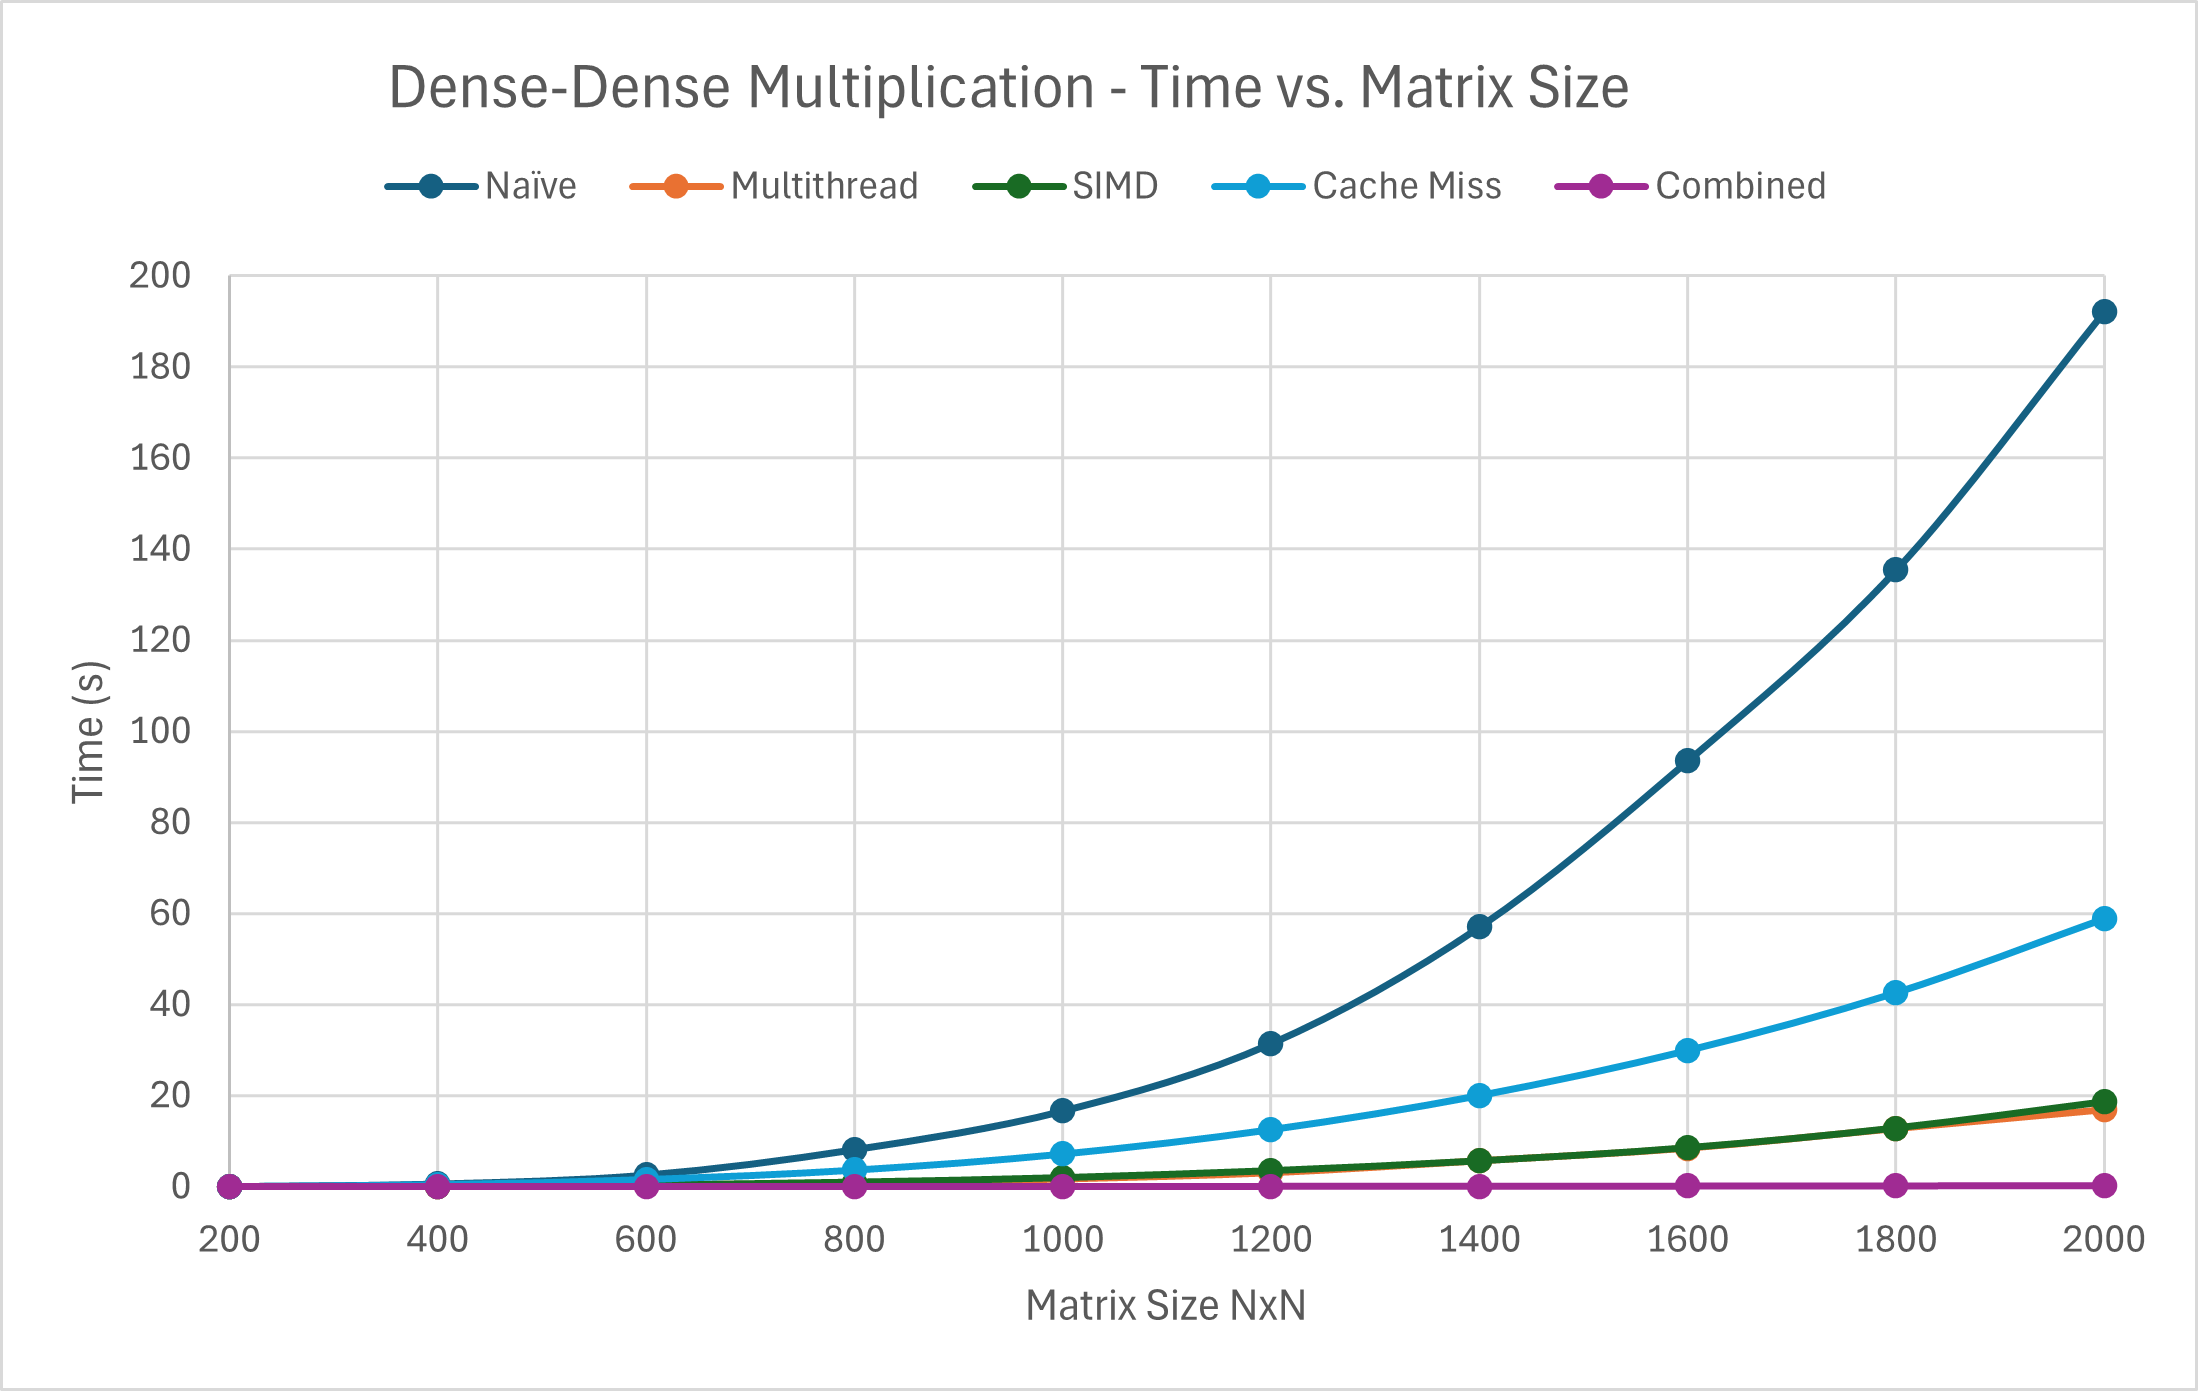 Dense-Dense Multiplication - Time vs. Matrix Size
Naïve Multithread SIMD Cache Miss Combined
200
180
160
140
120
100
80
60
40
20
0
Time (s)
200 400 600 800 1000 1200 1400 1600 1800 2000
Matrix Size NxN